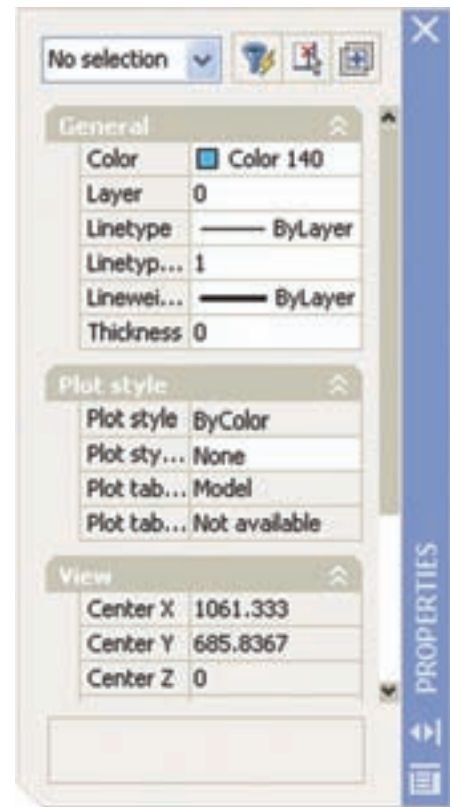 No selection
General
Color Color 140
Layer 0
Linetype ByLayer
Linetyp... 1
Linewei... ByLayer
Thickness 0
Plot style
Plot style ByColor
Plot sty... None
Plot tab... Model
Plot tab... Not available
View
Center X 1061.333
Center Y 685.8367
Center Z 0
PROPERTIES